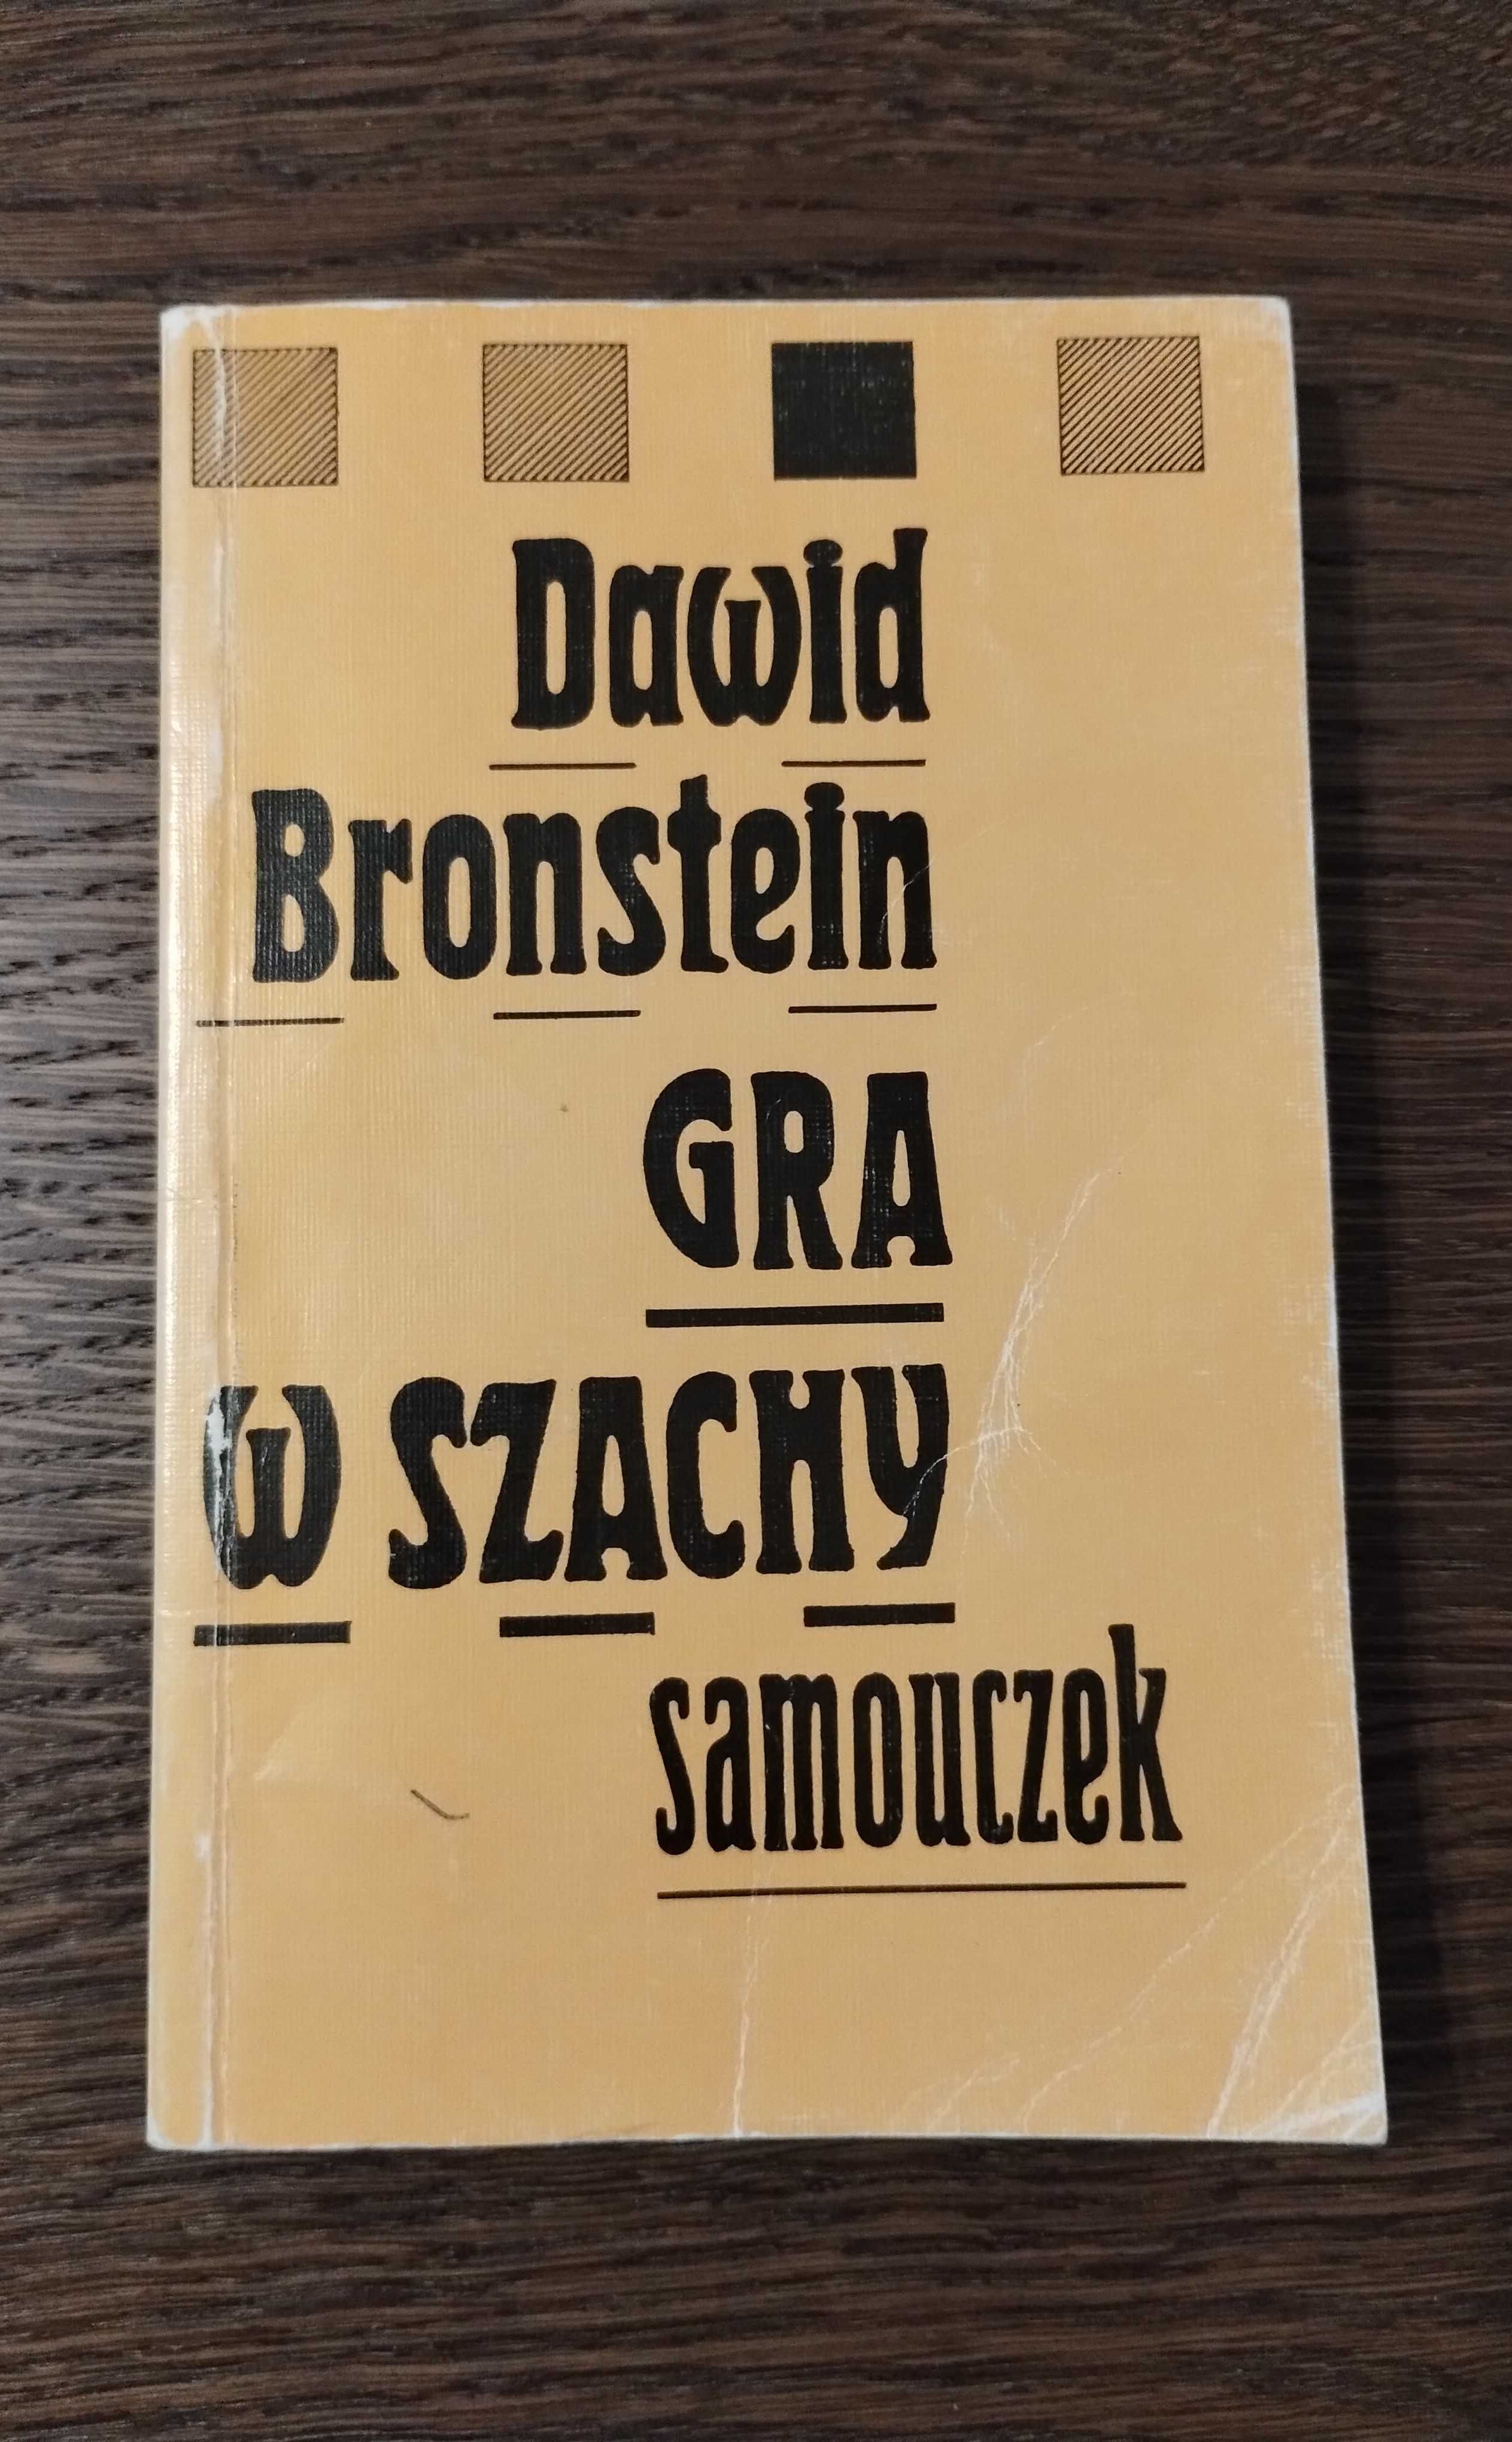 Dawid
Bronstein
GRA
W SZACHY
samouczek